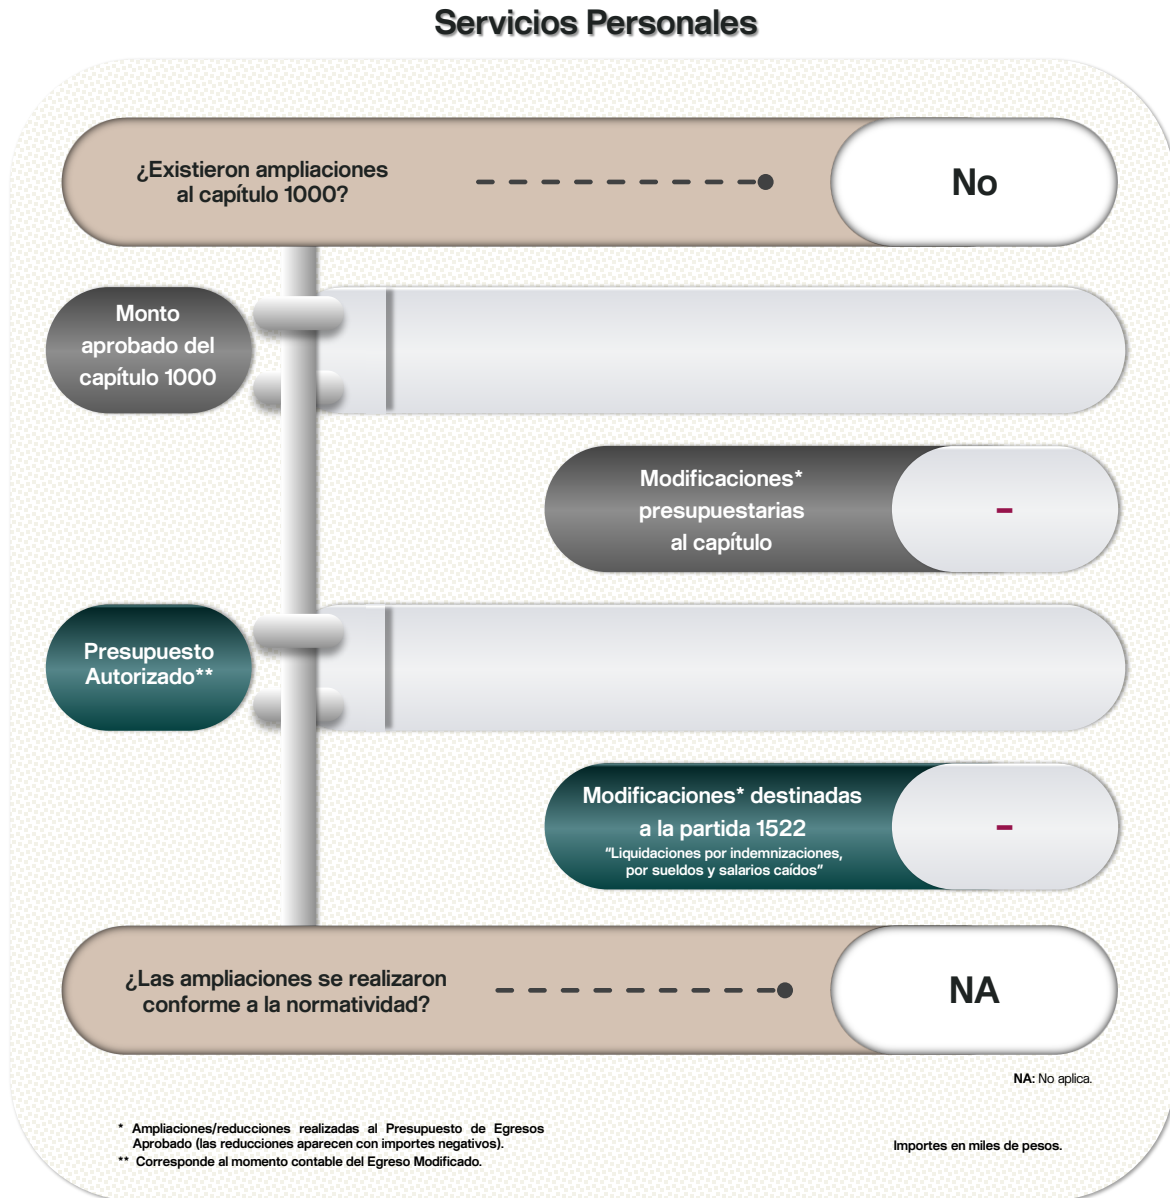 Servicios Personales
¿Existieron ampliaciones
al capítulo 1000?
No
Monto
aprobado del
capítulo 1000
Modificaciones*
presupuestarias
al capítulo
-
Presupuesto
Autorizado**
Modificaciones* destinadas
a la partida 1522
"Liquidaciones por indemnizaciones,
por sueldos y salarios caídos"
-
¿Las ampliaciones se realizaron
conforme a la normatividad?
NA
NA: No aplica.
* Ampliaciones/reducciones realizadas al Presupuesto de Egresos
Aprobado (las reducciones aparecen con importes negativos).
** Corresponde al momento contable del Egreso Modificado.
Importes en miles de pesos.